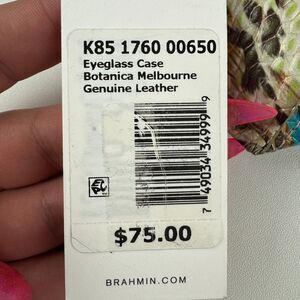 K85 1760 00650
Eyeglass Case
Botanica Melbourne
Genuine Leather
7 49034 34999 9
$75.00
BRAHMIN.COM